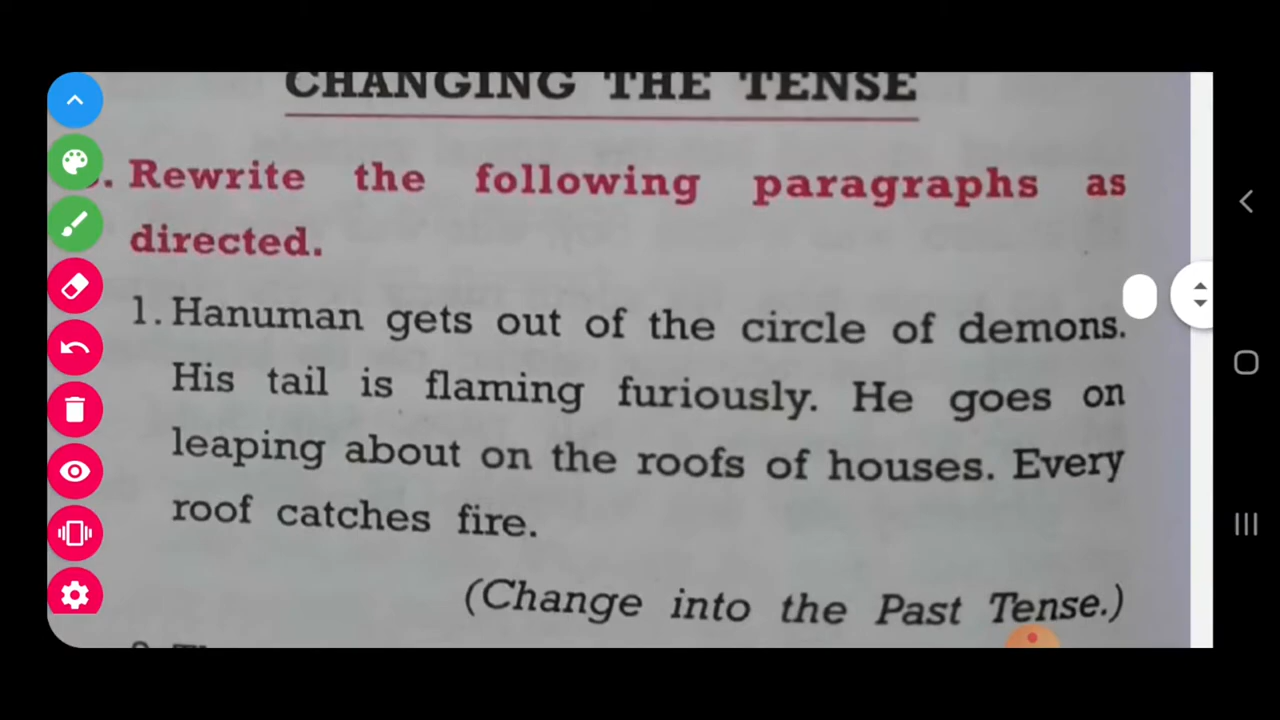 CHANGING THE TENSE
. Rewrite the following paragraphs as
directed.
1. Hanuman gets out of the circle of demons.
His tail is flaming furiously. He goes on
leaping about on the roofs of houses. Every
roof catches fire.
(Change into the Past Tense.)